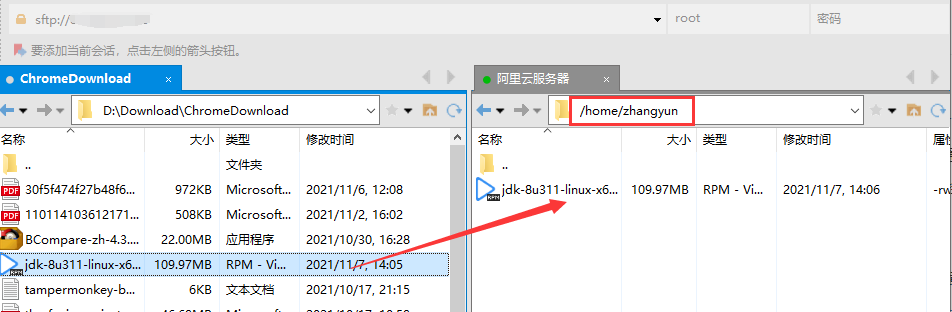 sftp:// root 密码
要添加当前会话，点击左侧的箭头按钮。
ChromeDownload × 阿里云服务器 ×
D:\Download\ChromeDownload /home/zhangyun
名称 大小 类型 修改时间 名称 大小 类型 修改时间
.. 文件夹 ..
30f5f474f27b48f6... 972KB Microsoft... 2021/11/6, 12:08 jdk-8u311-linux-x6... 109.97MB RPM - Vi... 2021/11/7, 14:06 -rw
110114103612171... 508KB Microsoft... 2021/11/2, 16:02
BCompare-zh-4.3.... 22.00MB 应用程序 2021/10/30, 16:28
jdk-8u311-linux-x6... 109.97MB RPM - Vi... 2021/11/7, 14:05
tampermonkey-b... 6KB 文本文档 2021/10/17, 21:15